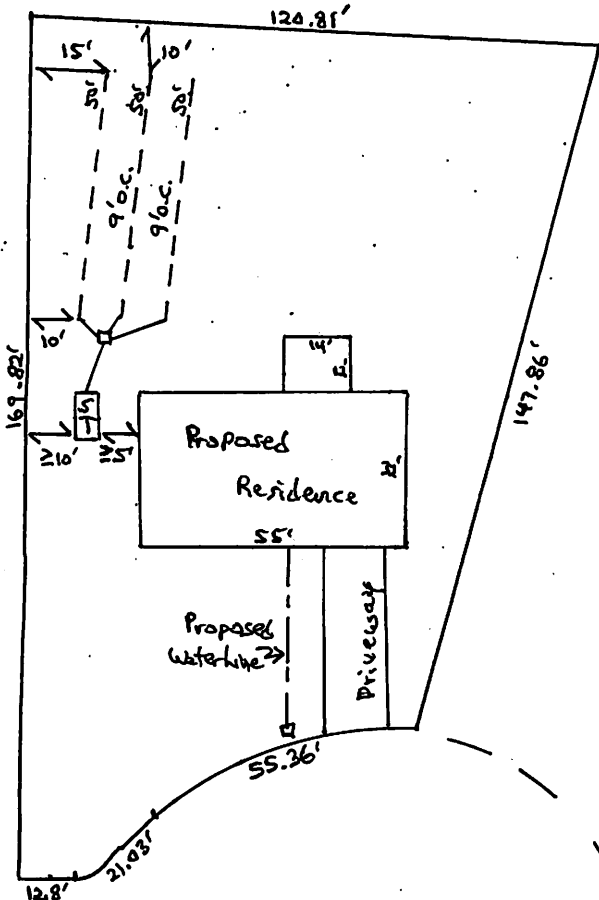 120.81'
15'
10'
50'
50'
50'
9' O.C.
9' O.C.
10'
169.82'
147.86'
14'
≥10'
≥5'
Proposed
Residence
55'
Proposed
Waterline
Driveway
55.36'
21.03'
12.8'